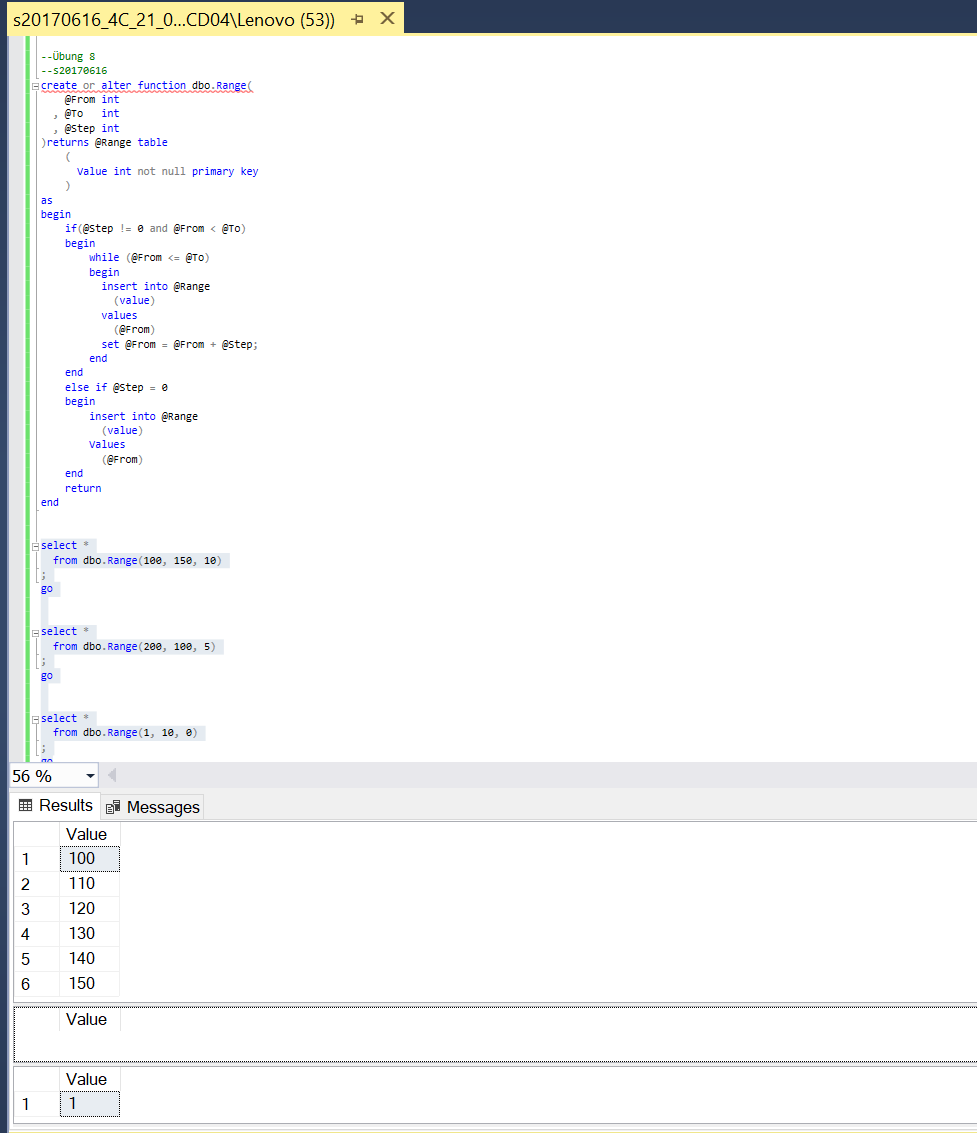 s20170616_4C_21_0...CD04\Lenovo (53))
--Übung 8
--s20170616
create or alter function dbo.Range(
@From int
, @To int
, @Step int
)returns @Range table
(
Value int not null primary key
)
as
begin
if(@Step != 0 and @From < @To)
begin
while (@From <= @To)
begin
insert into @Range
(value)
values
(@From)
set @From = @From + @Step;
end
end
else if @Step = 0
begin
insert into @Range
(value)
Values
(@From)
end
return
end
select *
from dbo.Range(100, 150, 10)
;
go
select *
from dbo.Range(200, 100, 5)
;
go
select *
from dbo.Range(1, 10, 0)
;
go
56 %
Results Messages
Value
1 100
2 110
3 120
4 130
5 140
6 150
Value
Value
1 1